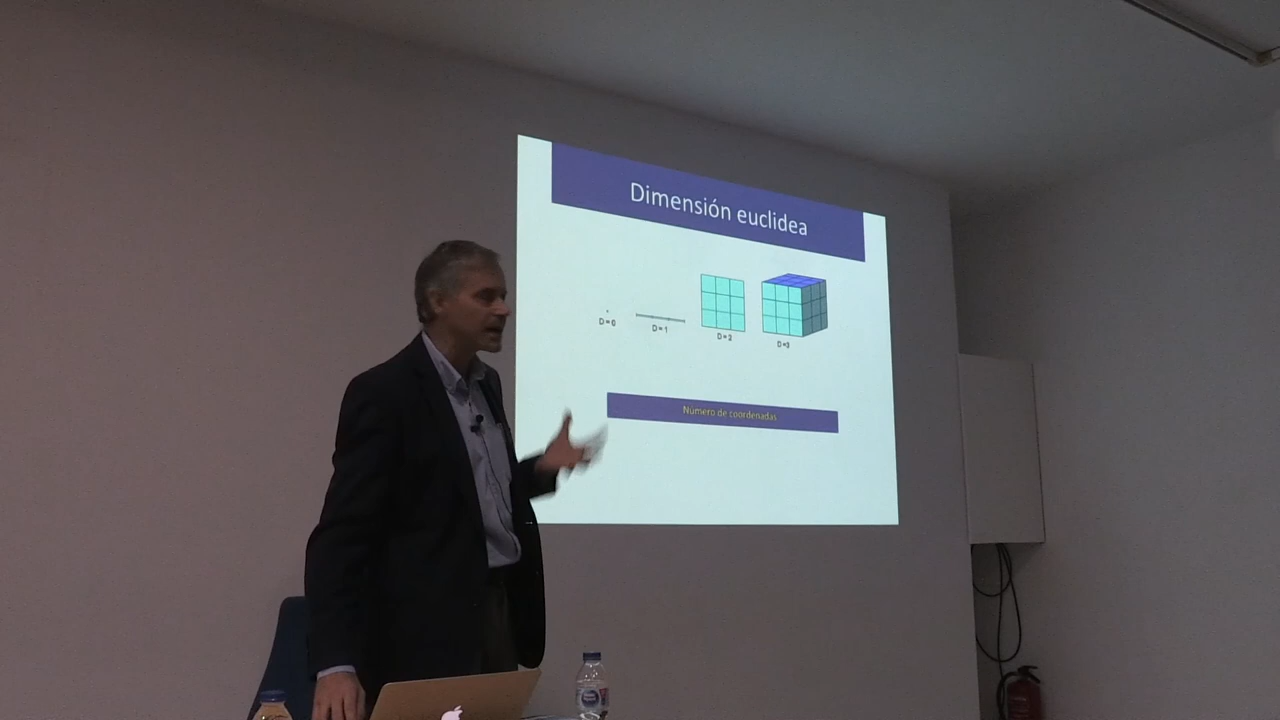 Dimensión euclidea
D=0
D=1
D=2
D=3
Número de coordenadas